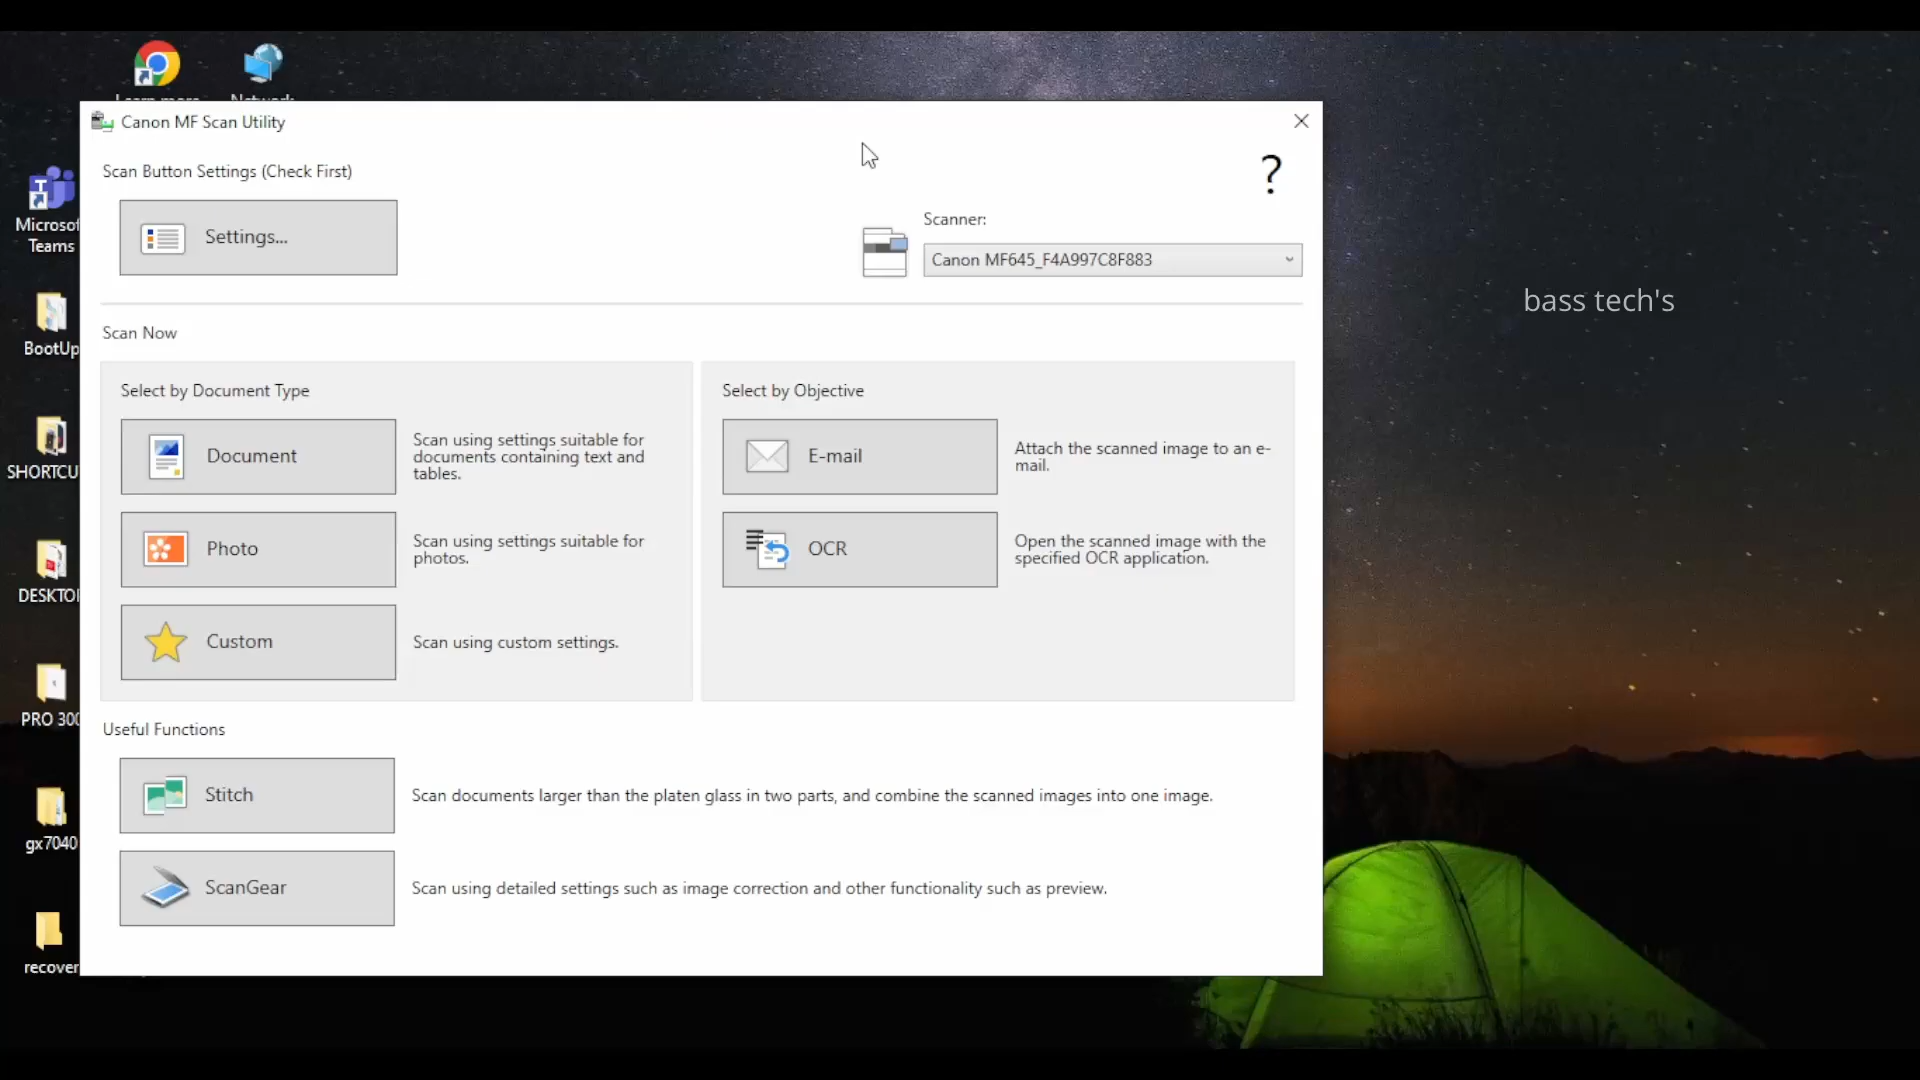 Canon MF Scan Utility
Scan Button Settings (Check First)
?
Settings...
Scanner:
Canon MF645_F4A997C8F883
Scan Now
Select by Document Type
Document
Scan using settings suitable for
documents containing text and
tables.
Photo
Scan using settings suitable for
photos.
Custom
Scan using custom settings.
Select by Objective
E-mail
Attach the scanned image to an e-
mail.
OCR
Open the scanned image with the
specified OCR application.
Useful Functions
Stitch
Scan documents larger than the platen glass in two parts, and combine the scanned images into one image.
ScanGear
Scan using detailed settings such as image correction and other functionality such as preview.
bass tech's
Learn more
Network
Microsof
Teams
BootUp
SHORTCU
DESKTO
PRO 300
gx7040
recover